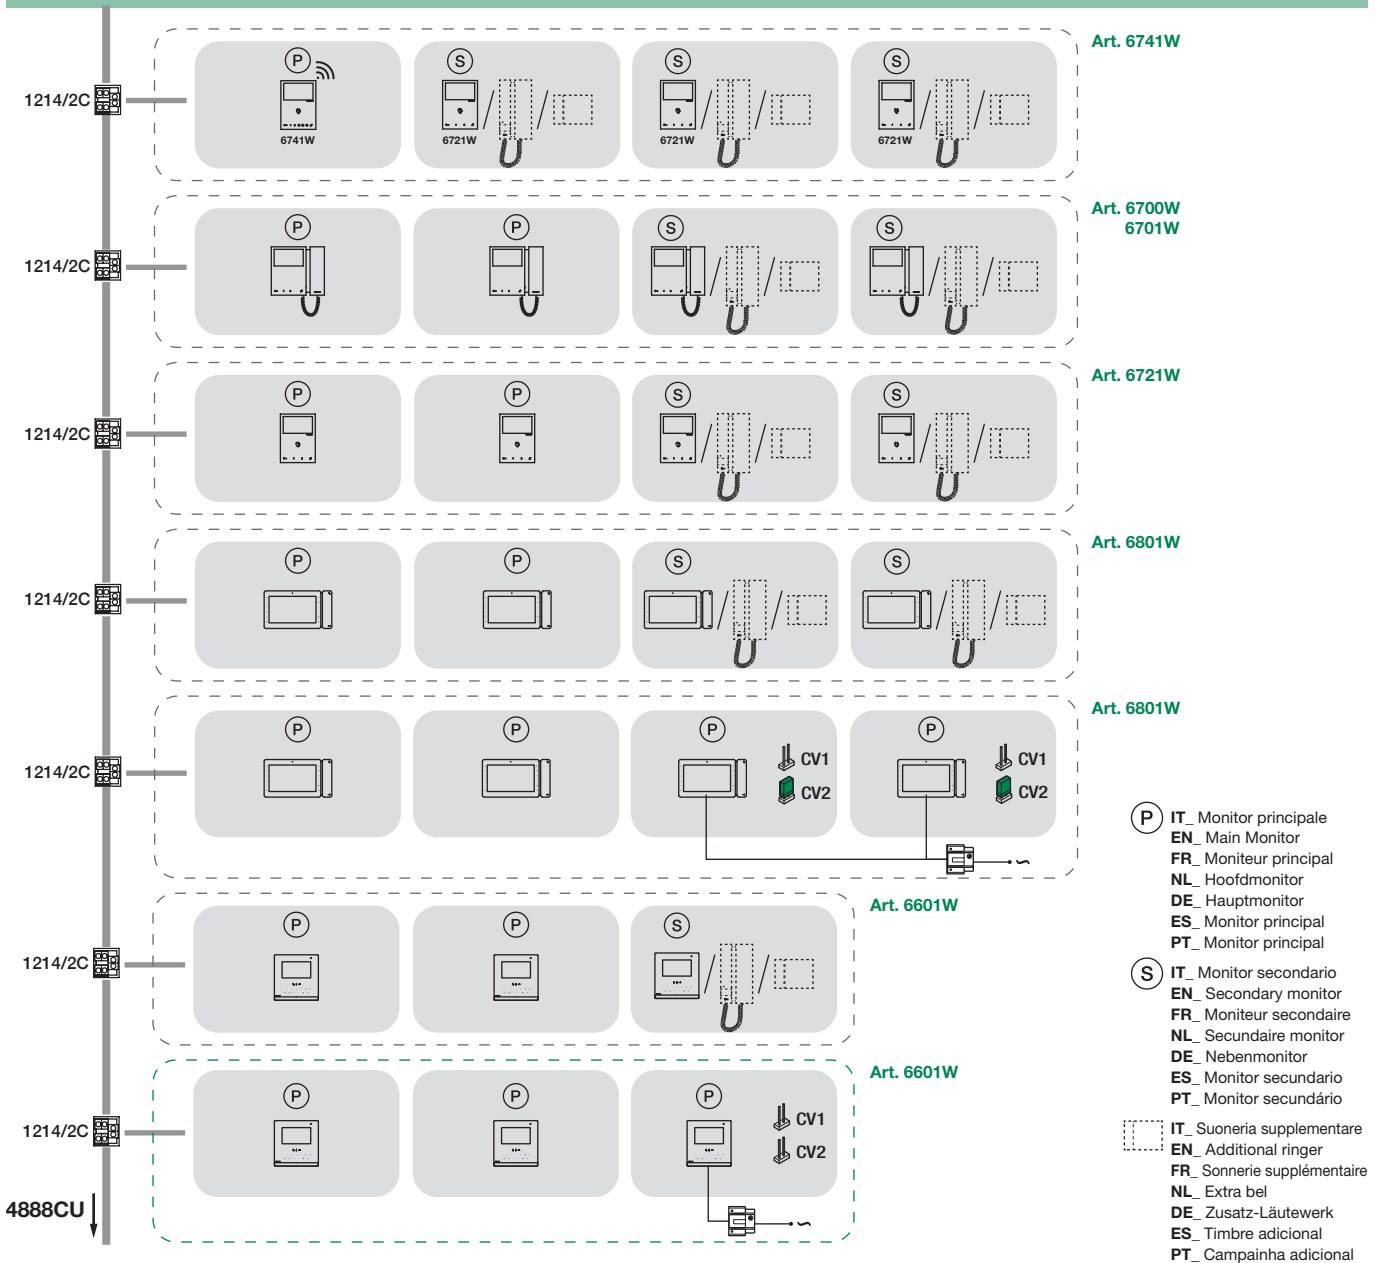 Art. 6741W
P
S
S
S
1214/2C
6741W
6721W
6721W
6721W
Art. 6700W
6701W
P
P
S
S
1214/2C
Art. 6721W
P
P
S
S
1214/2C
Art. 6801W
P
P
S
S
1214/2C
Art. 6801W
P
P
P
P
CV1
CV1
1214/2C
CV2
CV2
Art. 6601W
P
P
S
1214/2C
Art. 6601W
P
P
P
CV1
1214/2C
CV2
4888CU
P
IT_ Monitor principale
EN_ Main Monitor
FR_ Moniteur principal
NL_ Hoofdmonitor
DE_ Hauptmonitor
ES_ Monitor principal
PT_ Monitor principal
S
IT_ Monitor secondario
EN_ Secondary monitor
FR_ Moniteur secondaire
NL_ Secundaire monitor
DE_ Nebenmonitor
ES_ Monitor secundario
PT_ Monitor secundário
IT_ Suoneria supplementare
EN_ Additional ringer
FR_ Sonnerie supplémentaire
NL_ Extra bel
DE_ Zusatz-Läutewerk
ES_ Timbre adicional
PT_ Campainha adicional